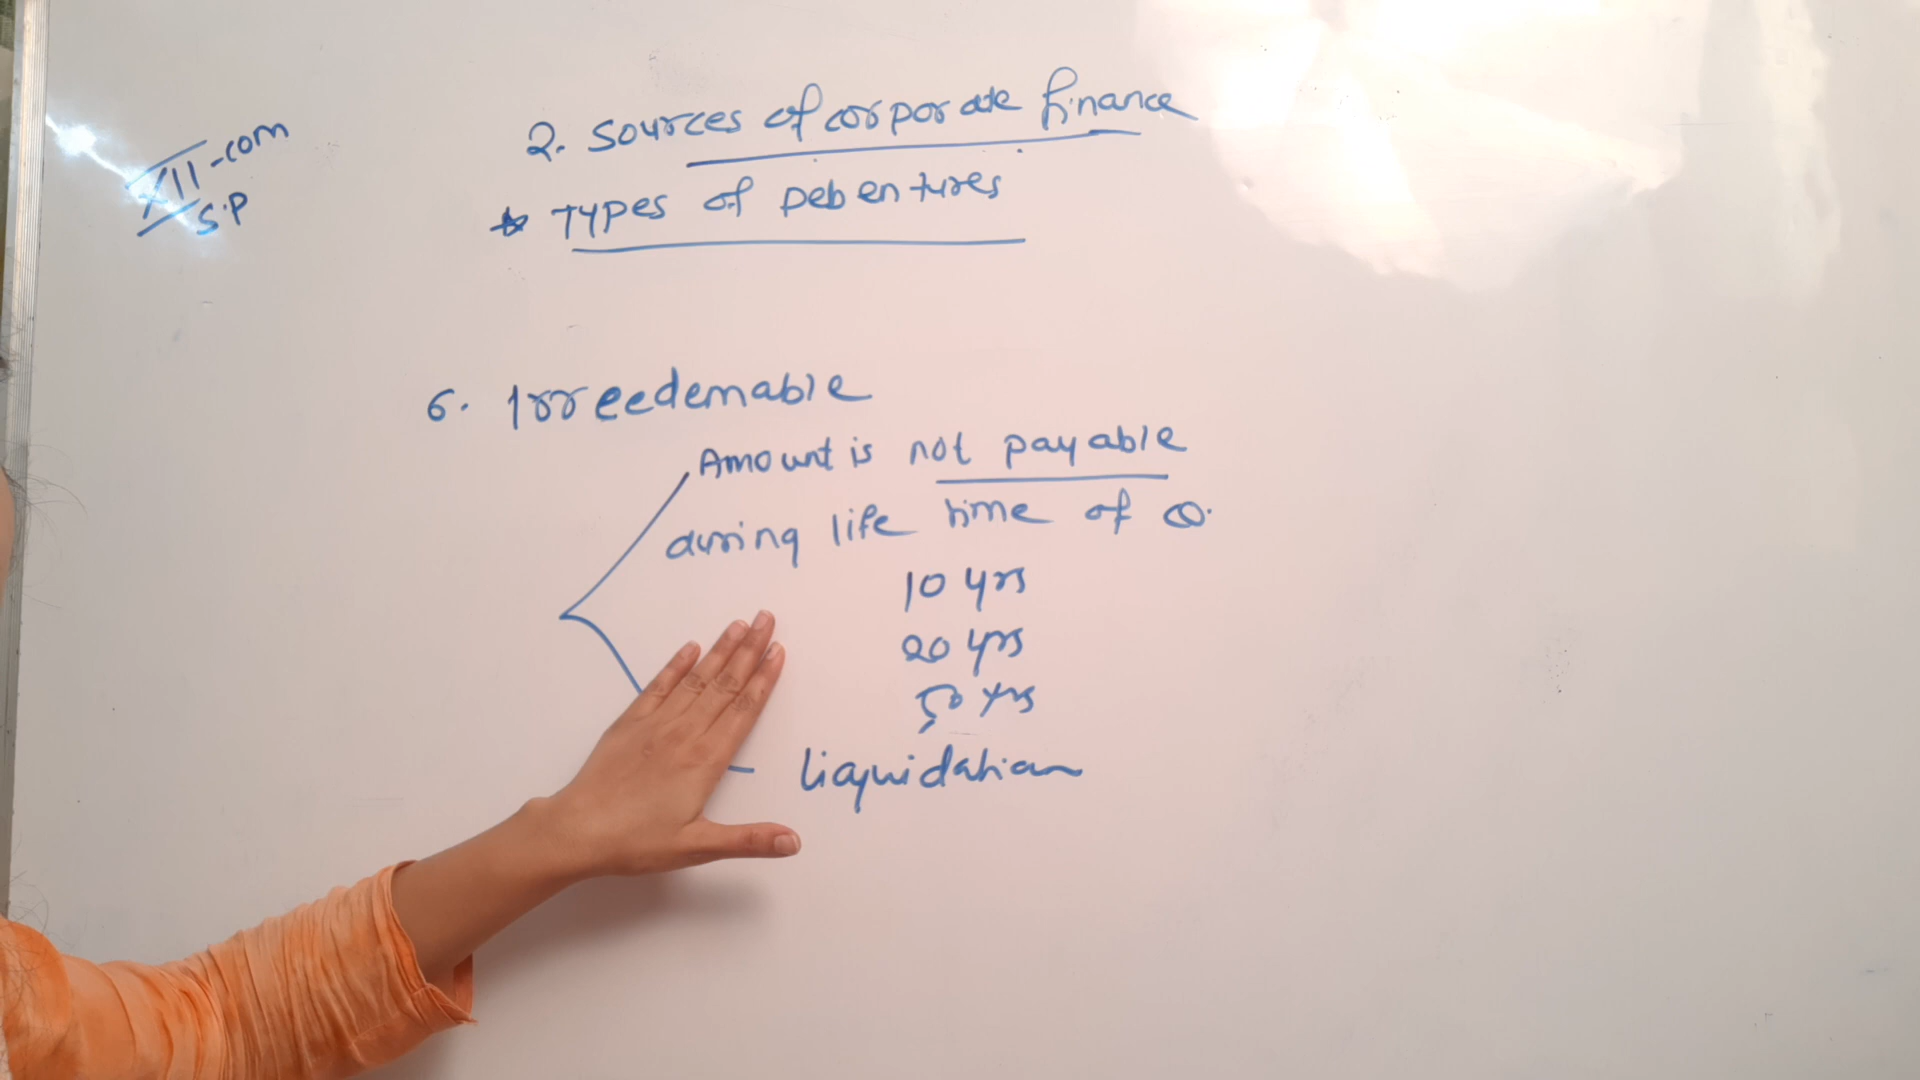 XII-com
S.P
2. Sources of corporate finance
* Types of Debentures
6. Irreedemable
Amount is not payable
during life time of co.
10 yrs
20 yrs
50 yrs
- liquidation